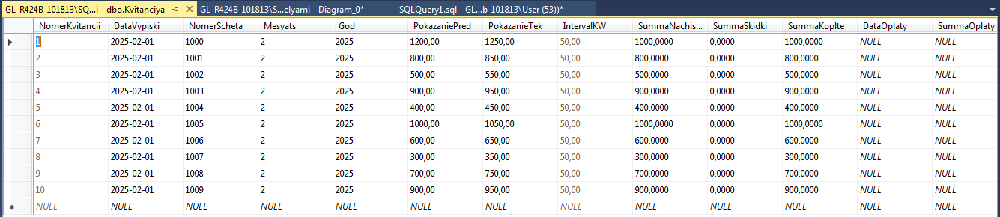 GL-R424B-101813\SQ...i - dbo.Kvitanciya GL-R424B-101813\S...elyami - Diagram_0* SQLQuery1.sql - GL...b-101813\User (53))*
NomerKvitancii DataVypiski NomerScheta Mesyats God PokazaniePred PokazanieTek IntervalKW SummaNachis... SummaSkidki SummaKoplte DataOplaty SummaOplaty
1 2025-02-01 1000 2 2025 1200,00 1250,00 50,00 1000,0000 0,0000 1000,0000 NULL NULL
2 2025-02-01 1001 2 2025 800,00 850,00 50,00 800,0000 0,0000 800,0000 NULL NULL
3 2025-02-01 1002 2 2025 500,00 550,00 50,00 500,0000 0,0000 500,0000 NULL NULL
4 2025-02-01 1003 2 2025 900,00 950,00 50,00 900,0000 0,0000 900,0000 NULL NULL
5 2025-02-01 1004 2 2025 400,00 450,00 50,00 400,0000 0,0000 400,0000 NULL NULL
6 2025-02-01 1005 2 2025 1000,00 1050,00 50,00 1000,0000 0,0000 1000,0000 NULL NULL
7 2025-02-01 1006 2 2025 600,00 650,00 50,00 600,0000 0,0000 600,0000 NULL NULL
8 2025-02-01 1007 2 2025 300,00 350,00 50,00 300,0000 0,0000 300,0000 NULL NULL
9 2025-02-01 1008 2 2025 700,00 750,00 50,00 700,0000 0,0000 700,0000 NULL NULL
10 2025-02-01 1009 2 2025 900,00 950,00 50,00 900,0000 0,0000 900,0000 NULL NULL
NULL NULL NULL NULL NULL NULL NULL NULL NULL NULL NULL NULL NULL